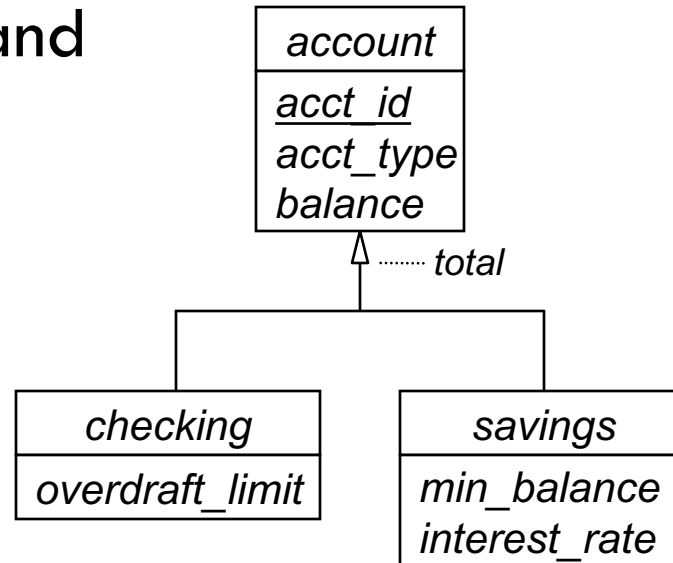 and
account
acct_id
acct_type
balance
total
checking
overdraft_limit
savings
min_balance
interest_rate